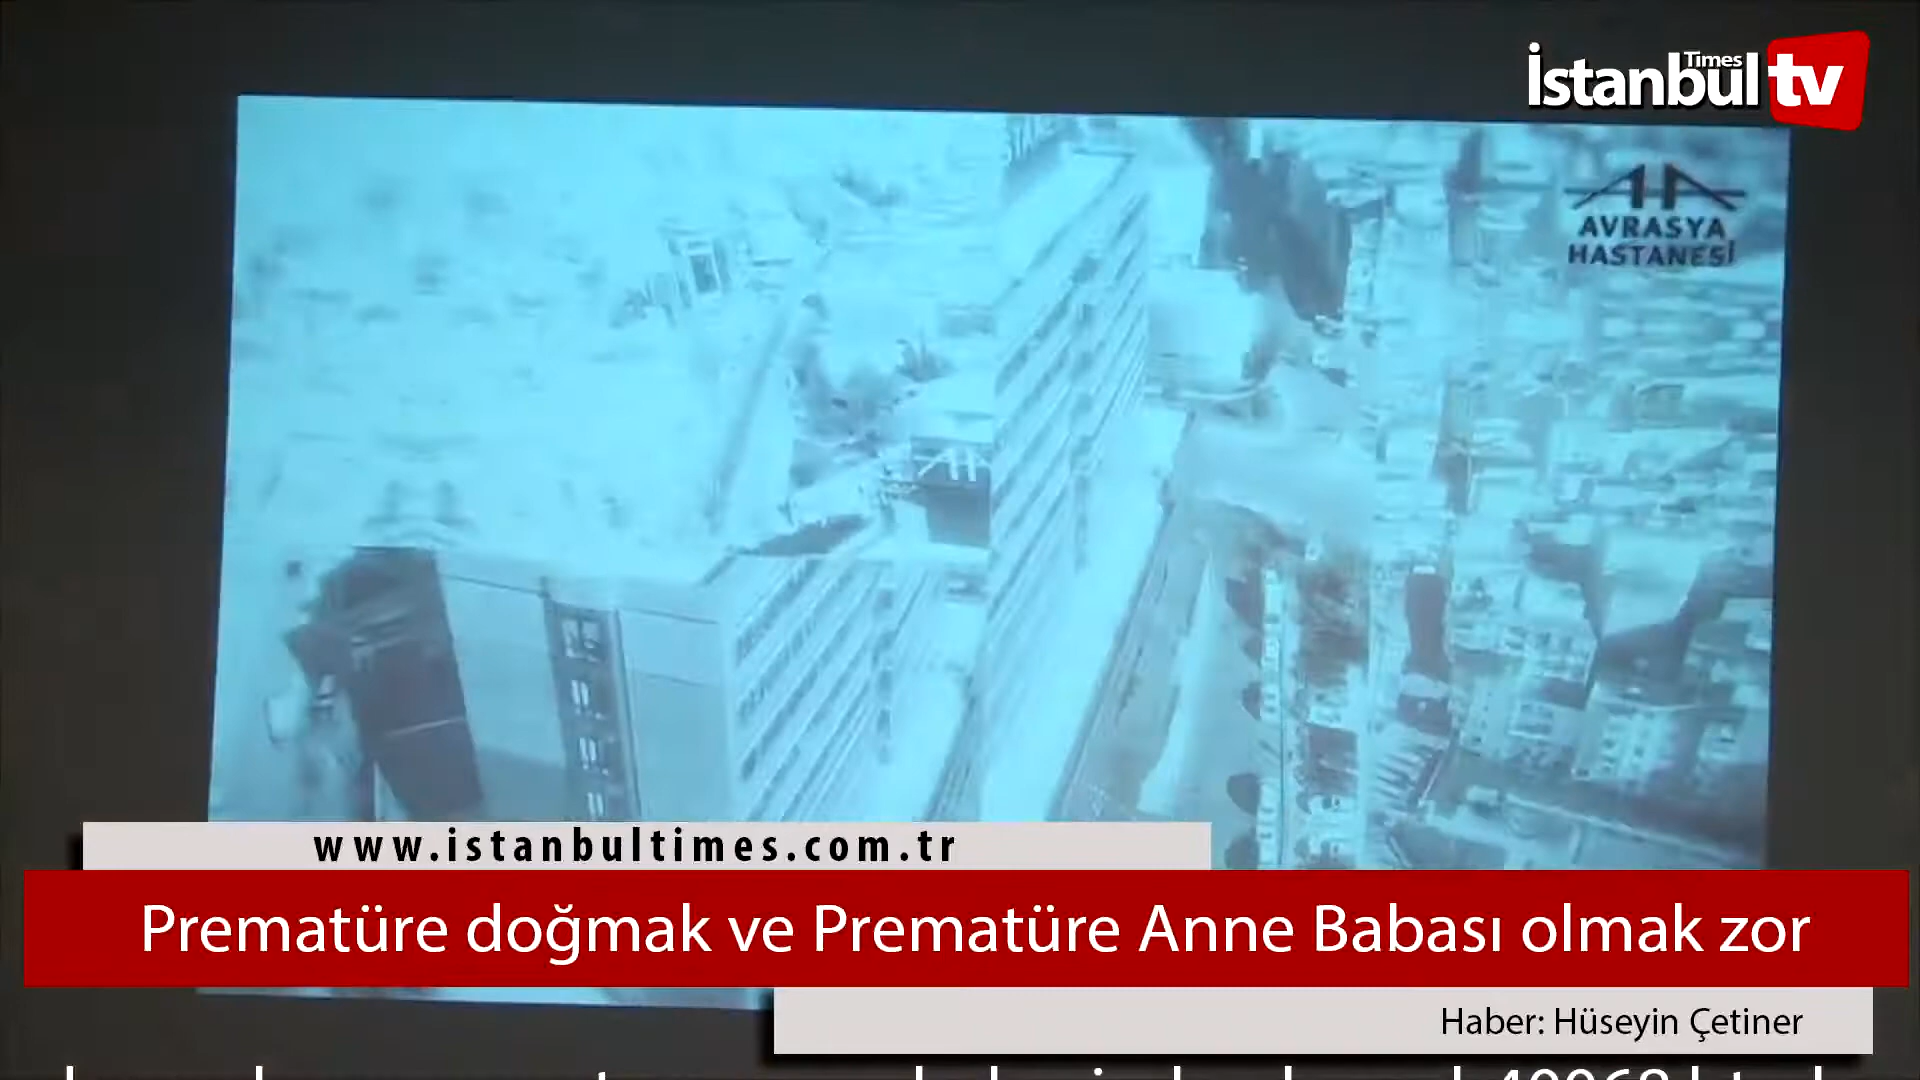 Times
İstanbul tv
AVRASYA
HASTANESİ
www.istanbultimes.com.tr
Prematüre doğmak ve Prematüre Anne Babası olmak zor
Haber: Hüseyin Çetiner